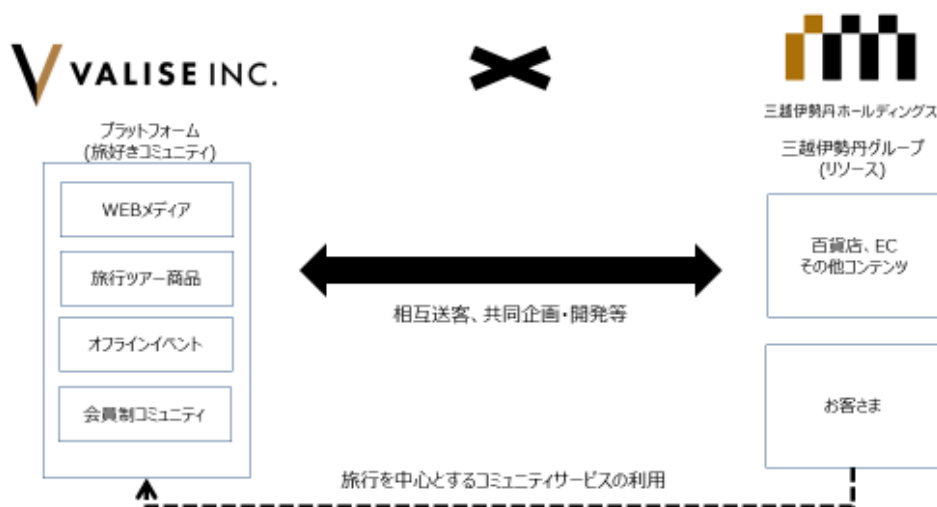 VALISE INC.
三越伊勢丹ホールディングス
プラットフォーム
(旅好きコミュニティ)
三越伊勢丹グループ
(リソース)
WEBメディア
旅行ツアー商品
オフラインイベント
会員制コミュニティ
百貨店、EC
その他コンテンツ
相互送客、共同企画・開発等
お客さま
旅行を中心とするコミュニティサービスの利用